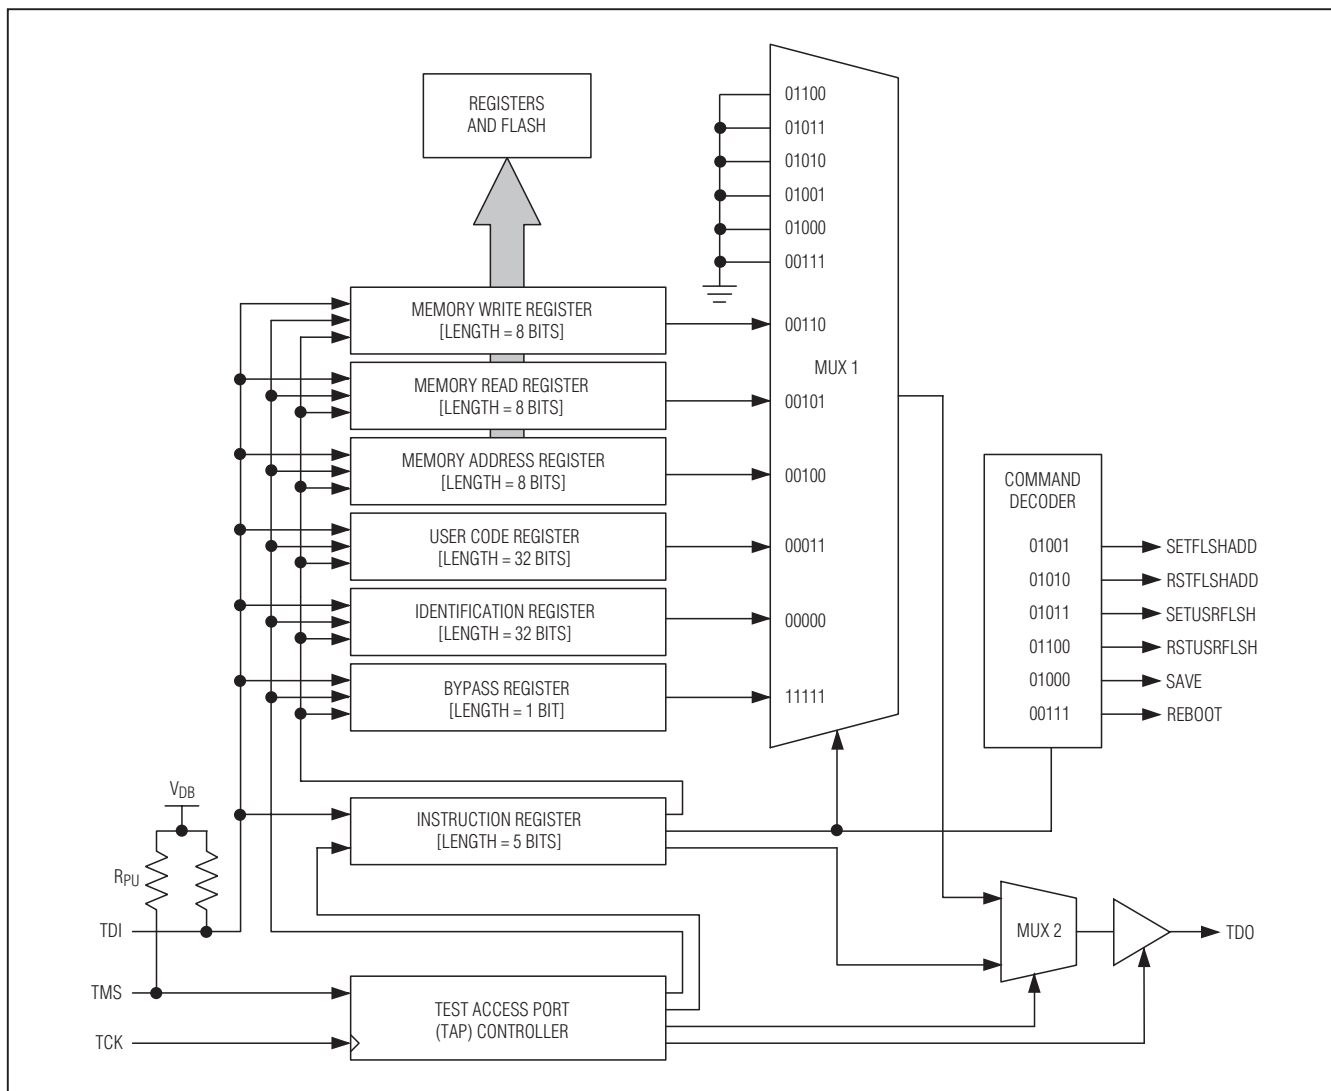 REGISTERS
AND FLASH
01100
01011
01010
01001
01000
00111
MEMORY WRITE REGISTER
[LENGTH = 8 BITS]
00110
MUX 1
MEMORY READ REGISTER
[LENGTH = 8 BITS]
00101
MEMORY ADDRESS REGISTER
[LENGTH = 8 BITS]
00100
USER CODE REGISTER
[LENGTH = 32 BITS]
00011
IDENTIFICATION REGISTER
[LENGTH = 32 BITS]
00000
BYPASS REGISTER
[LENGTH = 1 BIT]
11111
COMMAND
DECODER
01001 SETFLSHADD
01010 RSTFLSHADD
01011 SETUSRFLSH
01100 RSTUSRFLSH
01000 SAVE
00111 REBOOT
INSTRUCTION REGISTER
[LENGTH = 5 BITS]
VDB
RPU
TDI
TMS
TCK
TEST ACCESS PORT
(TAP) CONTROLLER
MUX 2
TDO